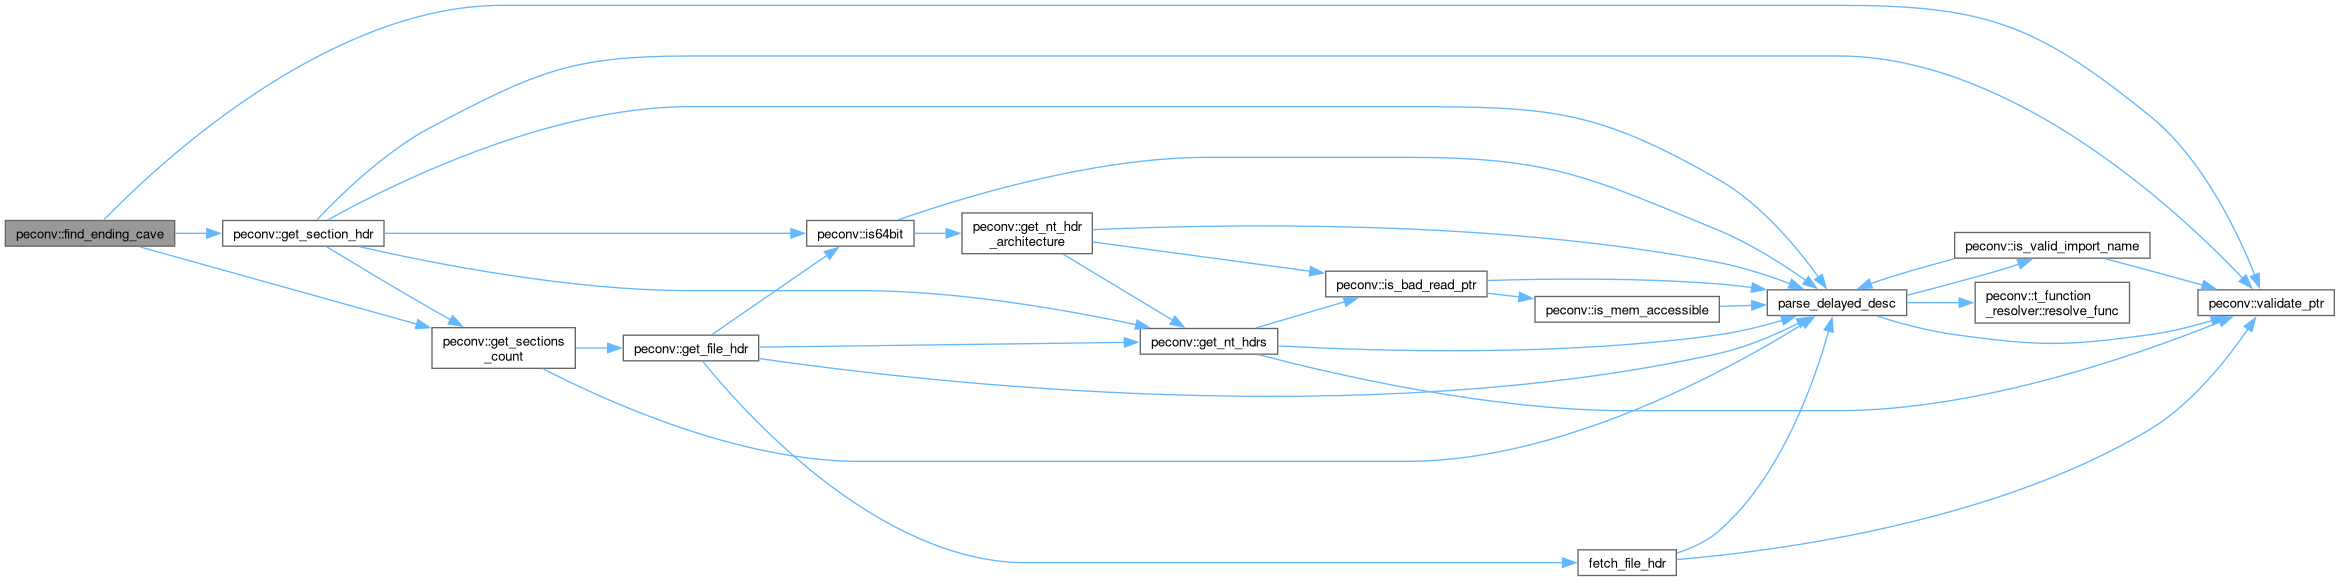 peconv::find_ending_cave
peconv::get_section_hdr
peconv::get_sections
_count
peconv::get_file_hdr
peconv::is64bit
peconv::get_nt_hdr
_architecture
peconv::get_nt_hdrs
peconv::is_bad_read_ptr
peconv::is_mem_accessible
fetch_file_hdr
parse_delayed_desc
peconv::is_valid_import_name
peconv::t_function
_resolver::resolve_func
peconv::validate_ptr